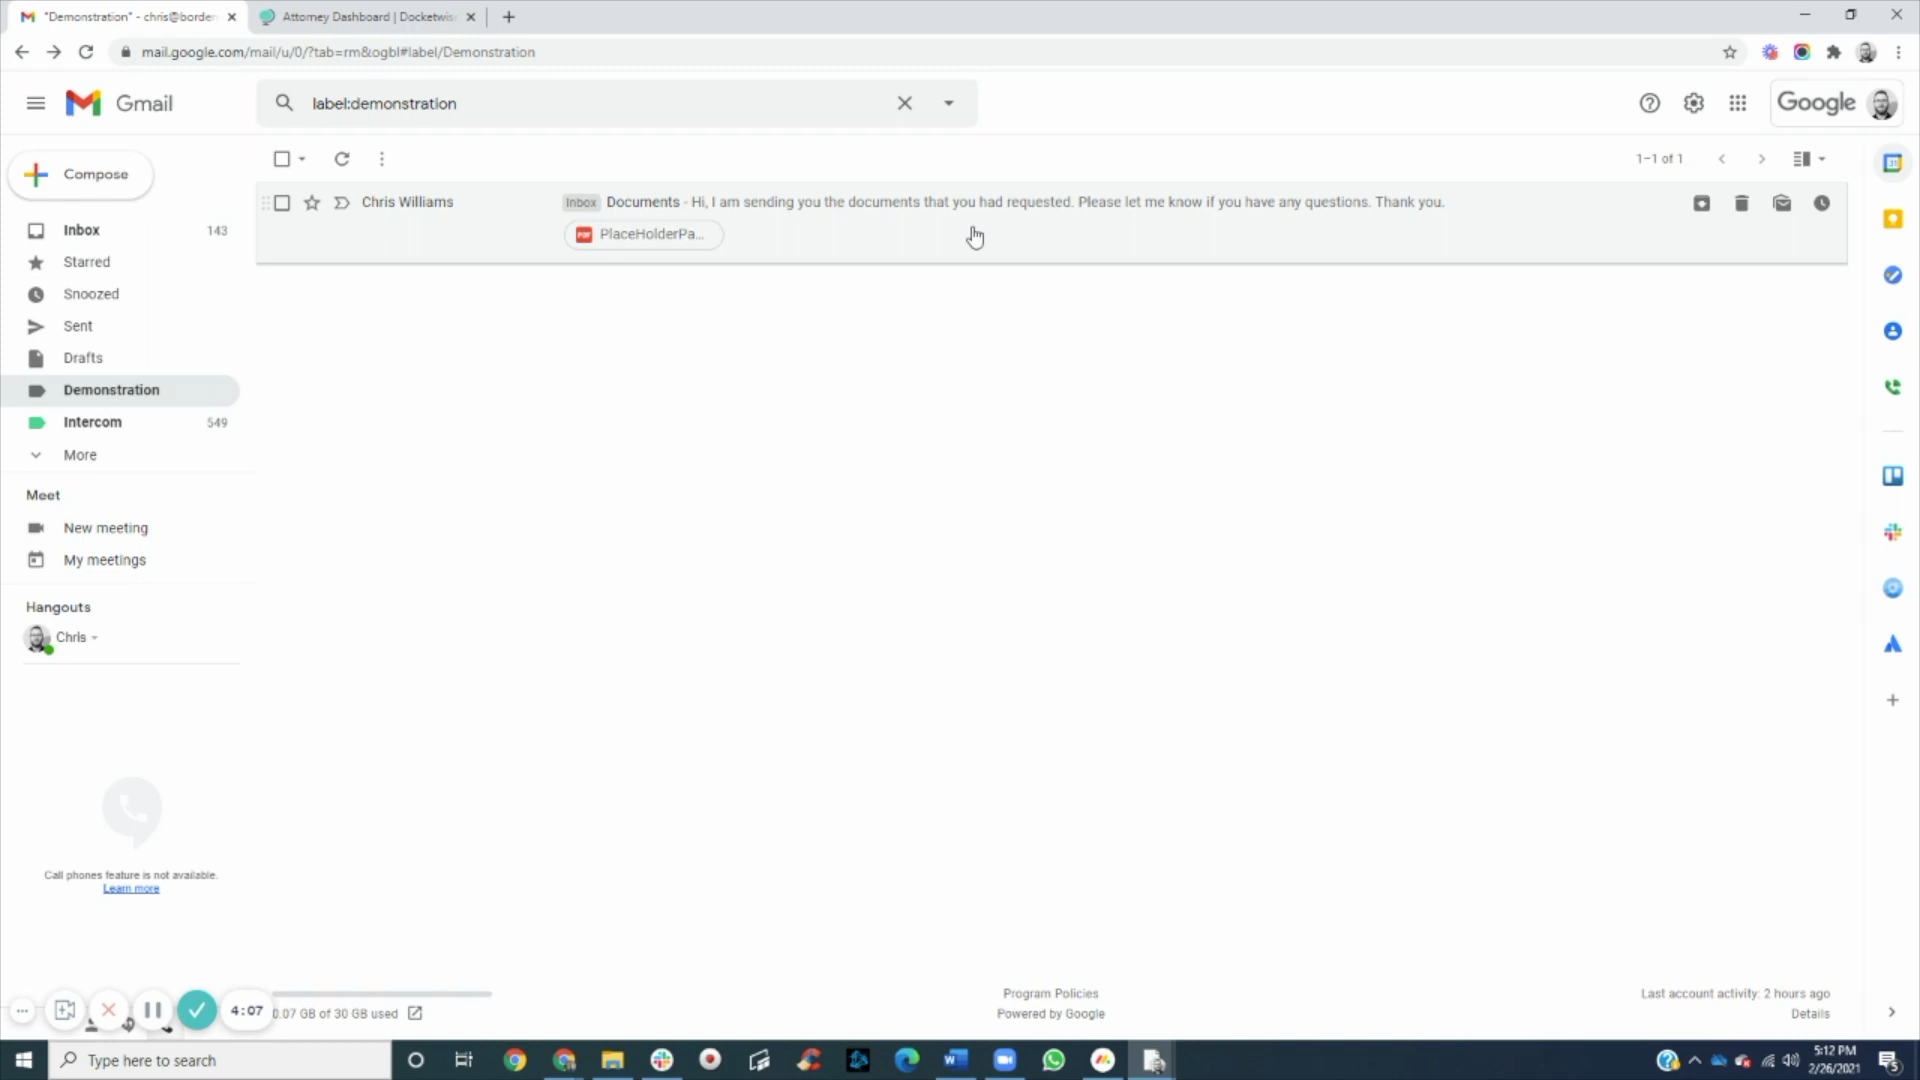 "Demonstration" - chris@borden
Attorney Dashboard | Docketwis
mail.google.com/mail/u/0/?tab=rm&ogbl#label/Demonstration
Gmail
label:demonstration
Google
Compose
1-1 of 1
31
Chris Williams
Inbox
Documents - Hi, I am sending you the documents that you had requested. Please let me know if you have any questions. Thank you.
PDF
PlaceHolderPa...
Inbox 143
Starred
Snoozed
Sent
Drafts
Demonstration
Intercom 549
More
Meet
New meeting
My meetings
Hangouts
Chris
Call phones feature is not available.
Learn more
4:07
0.07 GB of 30 GB used
Program Policies
Powered by Google
Last account activity: 2 hours ago
Details
Type here to search
5:12 PM
2/26/2021
5